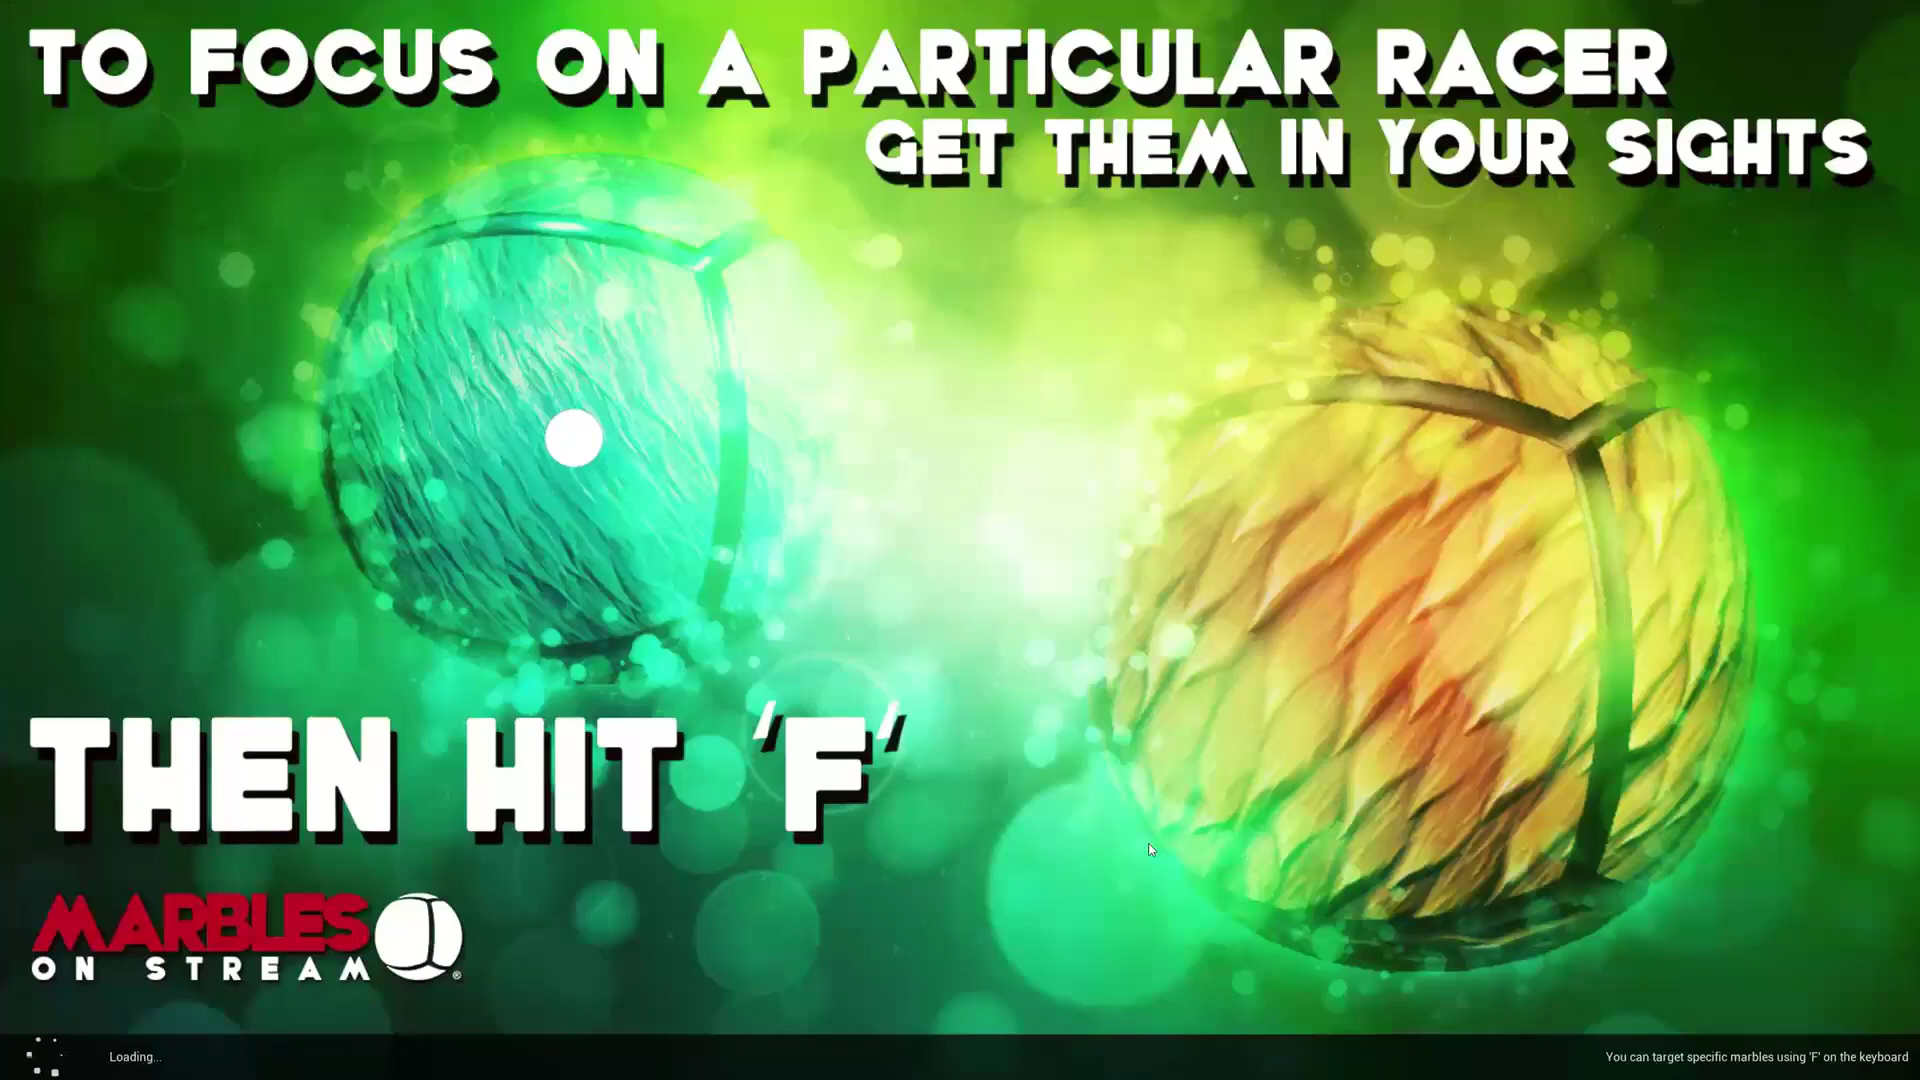 TO FOCUS ON A PARTICULAR RACER
GET THEM IN YOUR SIGHTS
THEN HIT 'F'
MARBLES
ON STREAM®
Loading...
You can target specific marbles using 'F' on the keyboard